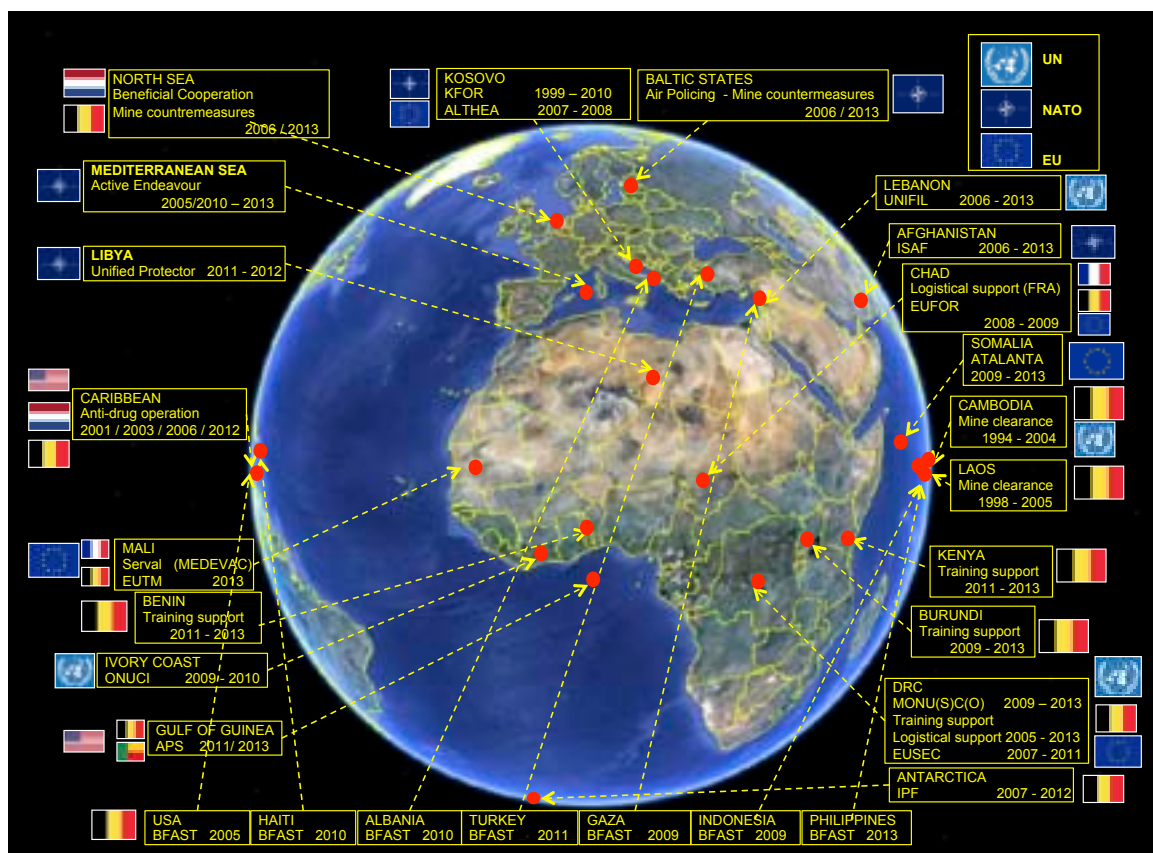 UN
NATO
EU
NORTH SEA
Beneficial Cooperation
Mine countremeasures
2006 / 2013
KOSOVO
KFOR 1999 – 2010
ALTHEA 2007 - 2008
BALTIC STATES
Air Policing - Mine countermeasures
2006 / 2013
MEDITERRANEAN SEA
Active Endeavour
2005/2010 – 2013
LEBANON
UNIFIL 2006 - 2013
LIBYA
Unified Protector 2011 - 2012
AFGHANISTAN
ISAF 2006 - 2013
CHAD
Logistical support (FRA)
EUFOR
2008 - 2009
SOMALIA
ATALANTA
2009 - 2013
CARIBBEAN
Anti-drug operation
2001 / 2003 / 2006 / 2012
CAMBODIA
Mine clearance
1994 - 2004
LAOS
Mine clearance
1998 - 2005
MALI
Serval (MEDEVAC)
EUTM 2013
KENYA
Training support
2011 - 2013
BENIN
Training support
2011 - 2013
BURUNDI
Training support
2009 - 2013
IVORY COAST
ONUCI 2009/- 2010
DRC
MONU(S)C(O) 2009 – 2013
Training support
Logistical support 2005 - 2013
EUSEC 2007 - 2011
GULF OF GUINEA
APS 2011/ 2013
ANTARCTICA
IPF 2007 - 2012
USA
BFAST 2005
HAITI
BFAST 2010
ALBANIA
BFAST 2010
TURKEY
BFAST 2011
GAZA
BFAST 2009
INDONESIA
BFAST 2009
PHILIPPINES
BFAST 2013